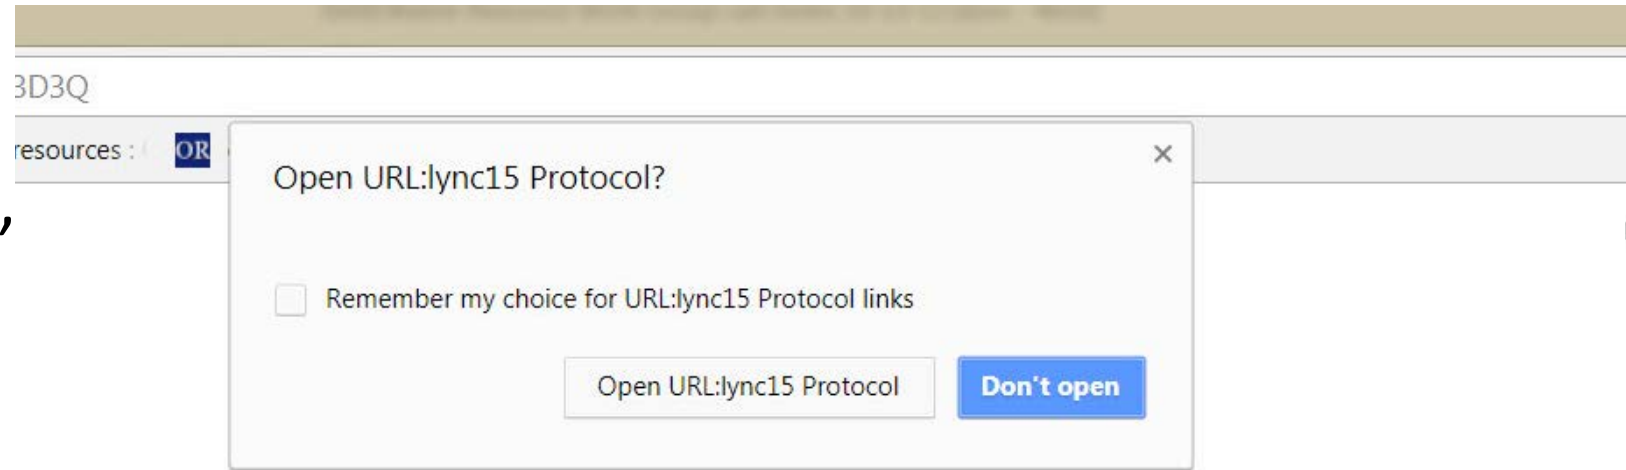 3D3Q
resources : OR
Open URL:lync15 Protocol?
Remember my choice for URL:lync15 Protocol links
Open URL:lync15 Protocol
Don't open